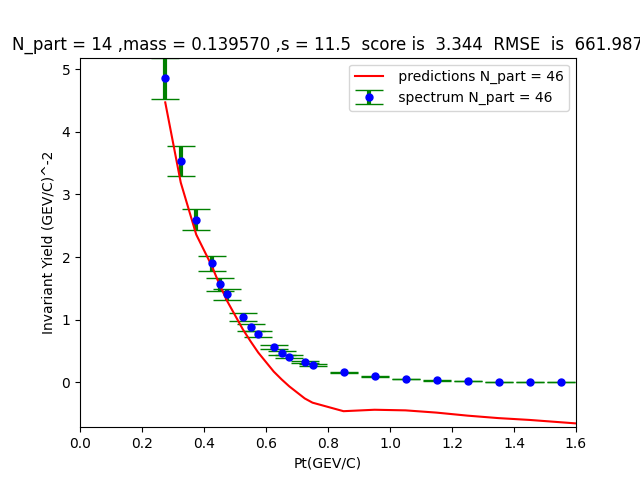 N_part = 14 ,mass = 0.139570 ,s = 11.5 score is 3.344 RMSE is 661.987
predictions N_part = 46
spectrum N_part = 46
Invariant Yield (GEV/C)^-2
5
4
3
2
1
0
0.0 0.2 0.4 0.6 0.8 1.0 1.2 1.4 1.6
Pt(GEV/C)